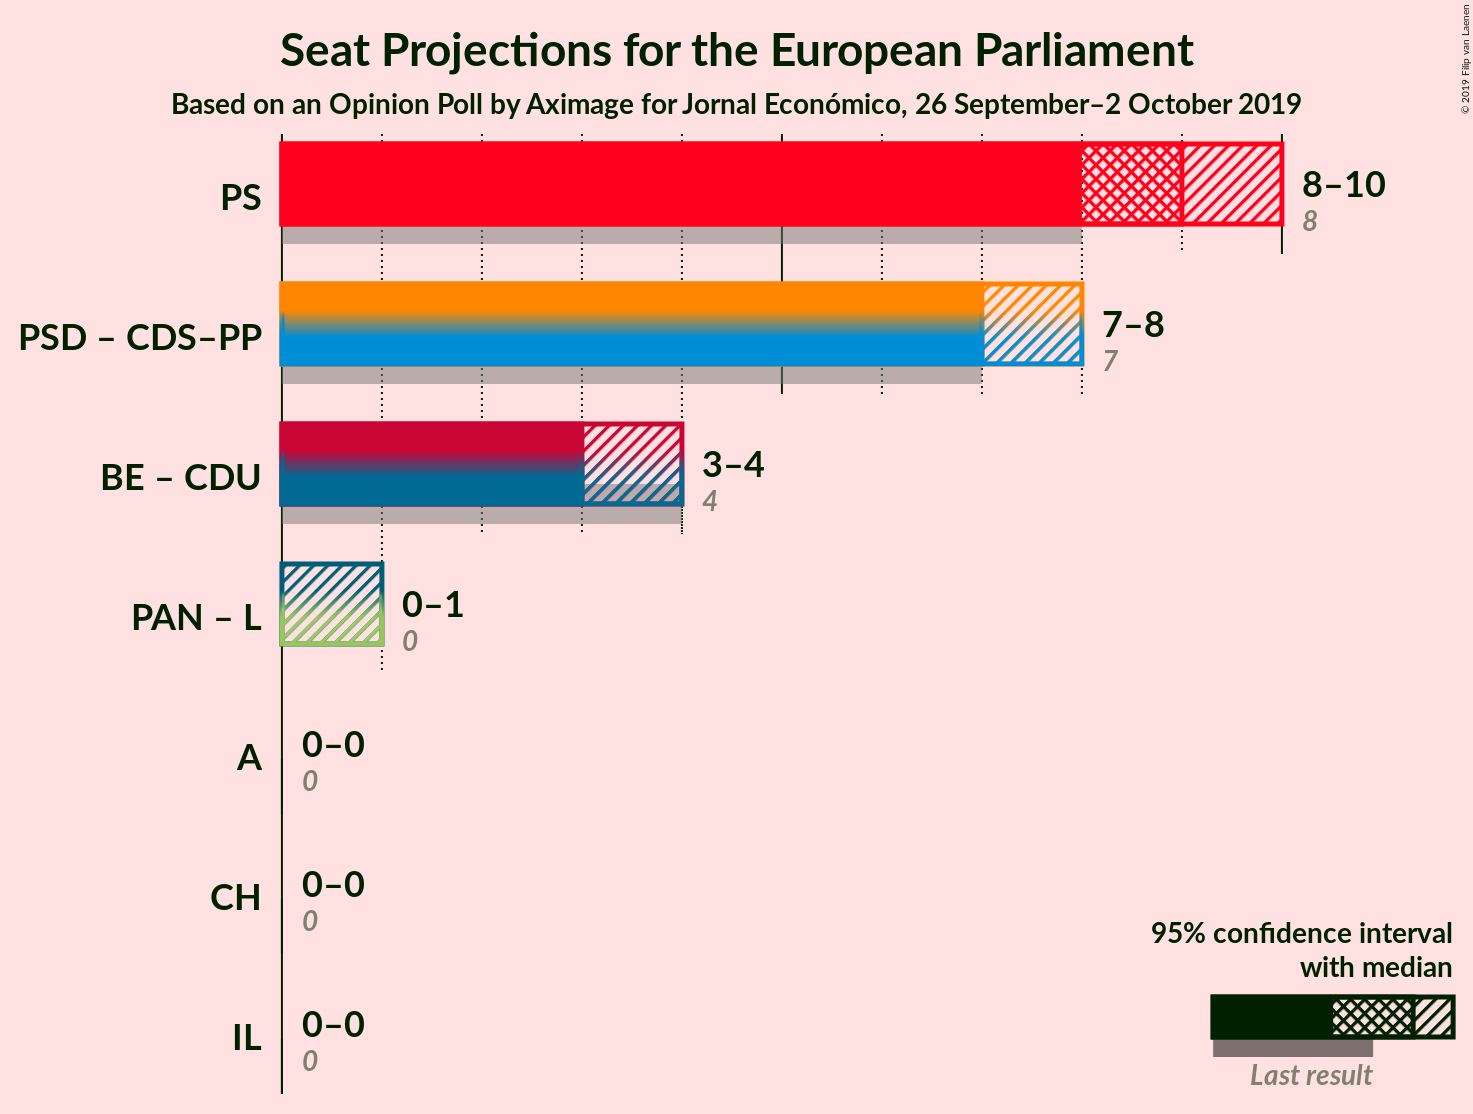 Seat Projections for the European Parliament
Based on an Opinion Poll by Aximage for Jornal Económico, 26 September–2 October 2019
© 2019 Filip van Laenen
PS
8–10
8
PSD – CDS–PP
7–8
7
BE – CDU
3–4
4
PAN – L
0–1
0
A
0–0
0
CH
0–0
0
IL
0–0
0
95% confidence interval
with median
Last result